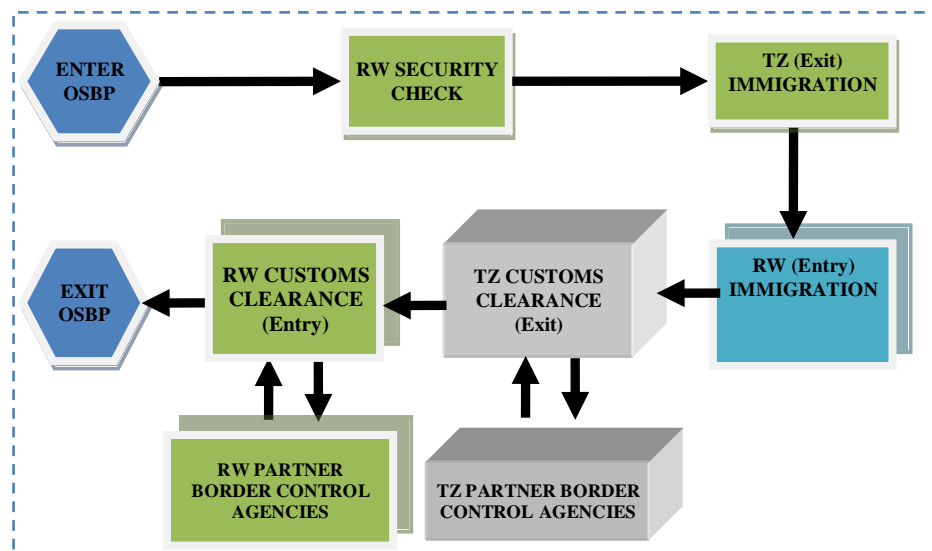 ENTER
OSBP
RW SECURITY
CHECK
TZ (Exit)
IMMIGRATION
EXIT
OSBP
RW CUSTOMS
CLEARANCE
(Entry)
TZ CUSTOMS
CLEARANCE
(Exit)
RW (Entry)
IMMIGRATION
RW PARTNER
BORDER CONTROL
AGENCIES
TZ PARTNER BORDER
CONTROL AGENCIES